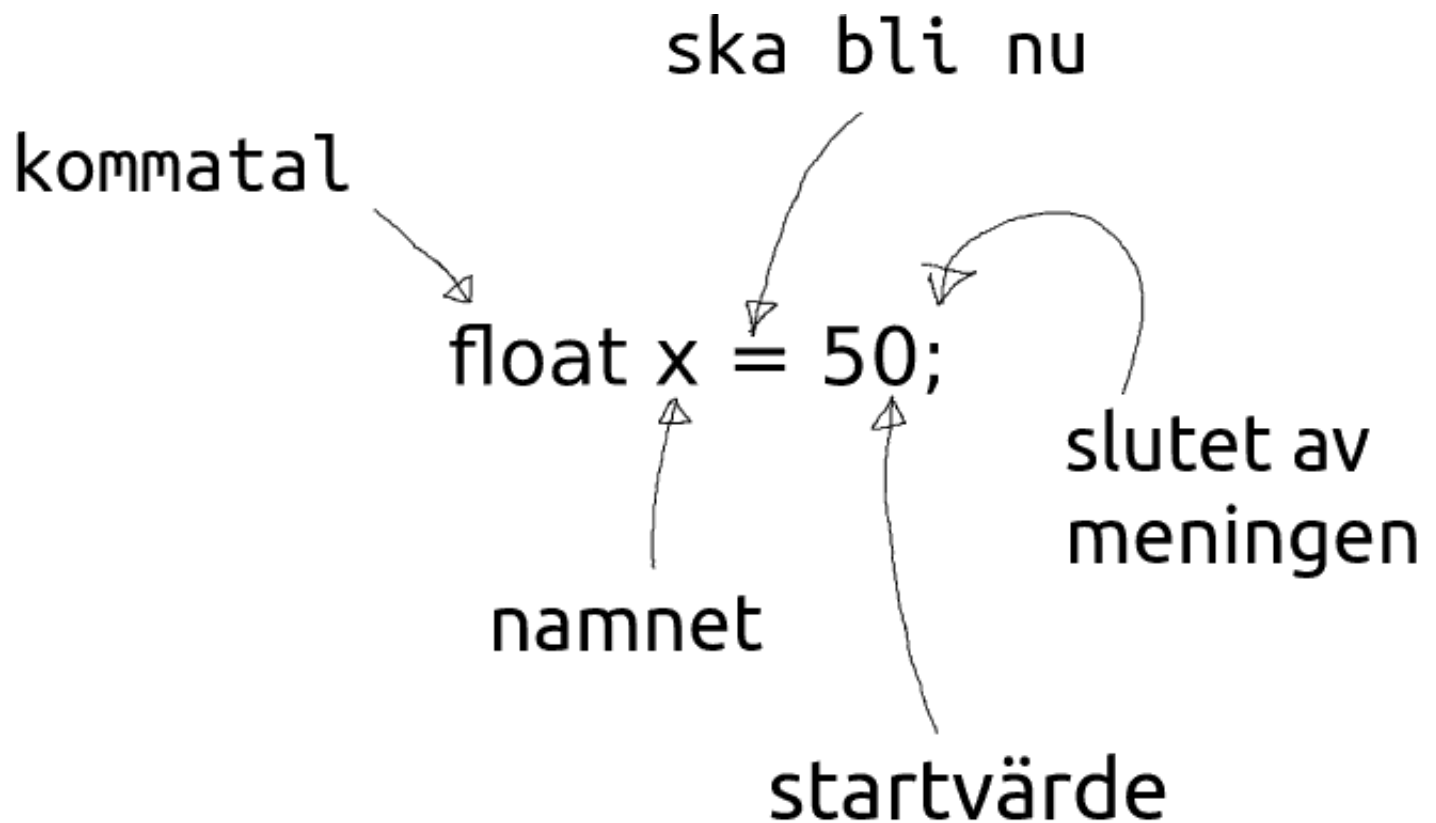 ska bli nu
kommatal
float x = 50;
slutet av
meningen
namnet
startvärde